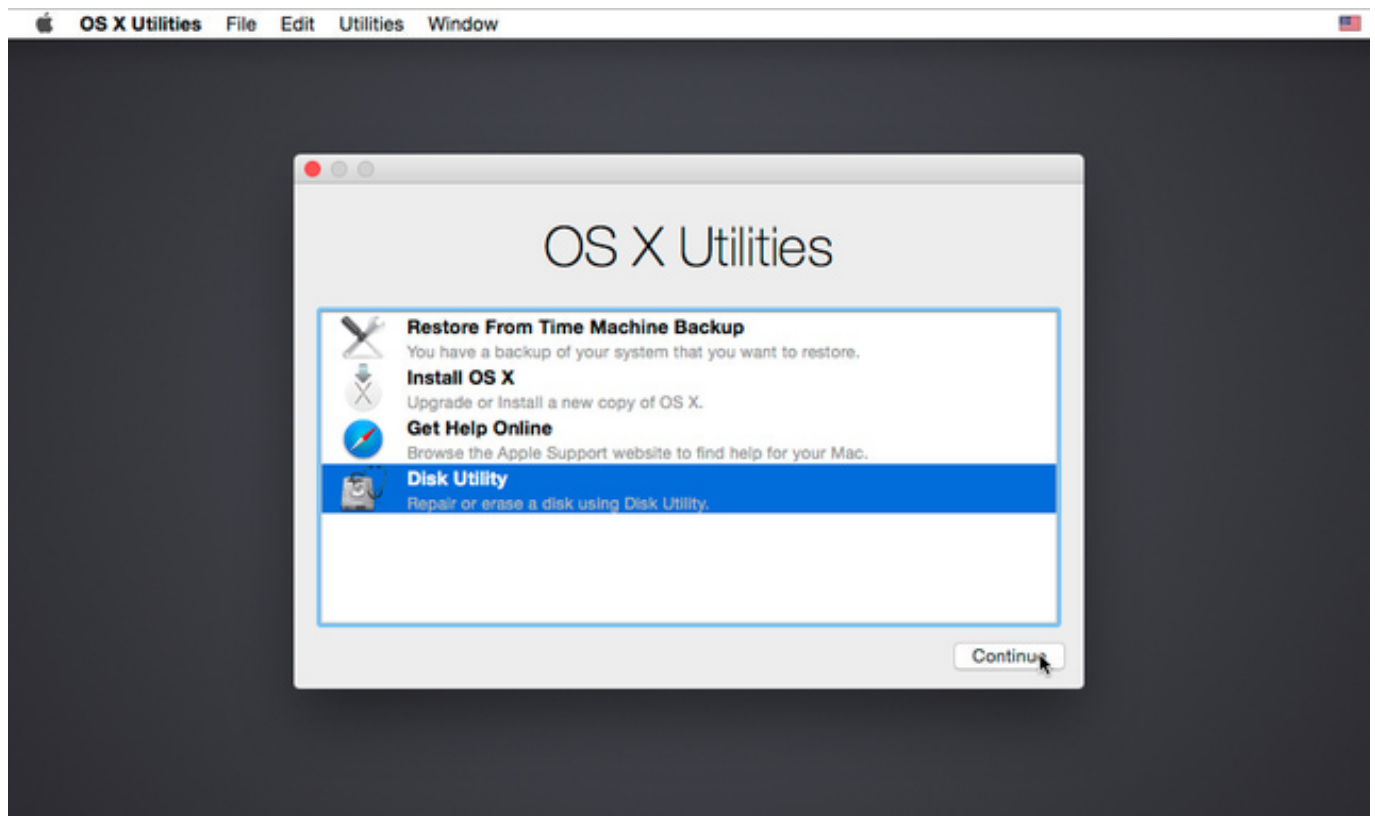 OS X Utilities File Edit Utilities Window
OS X Utilities
Restore From Time Machine Backup
You have a backup of your system that you want to restore.
Install OS X
Upgrade or Install a new copy of OS X.
Get Help Online
Browse the Apple Support website to find help for your Mac.
Disk Utility
Repair or erase a disk using Disk Utility.
Continue